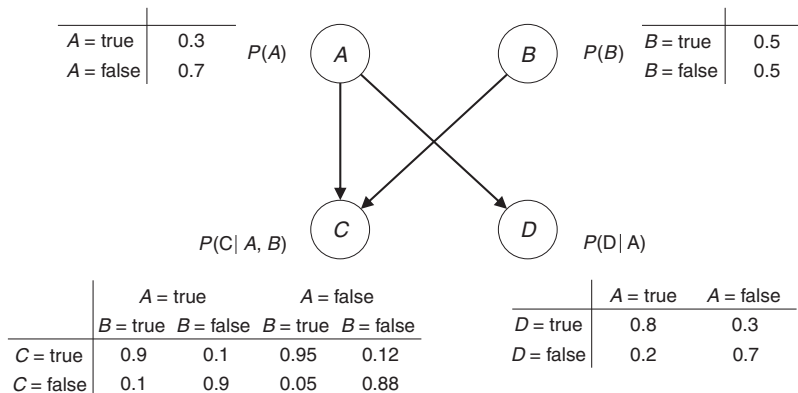 A = true 0.3
A = false 0.7
P(A)
A
B
P(B)
B = true 0.5
B = false 0.5
P(C| A, B)
C
D
P(D| A)
A = true A = false
B = true B = false B = true B = false
C = true 0.9 0.1 0.95 0.12
C = false 0.1 0.9 0.05 0.88
A = true A = false
D = true 0.8 0.3
D = false 0.2 0.7